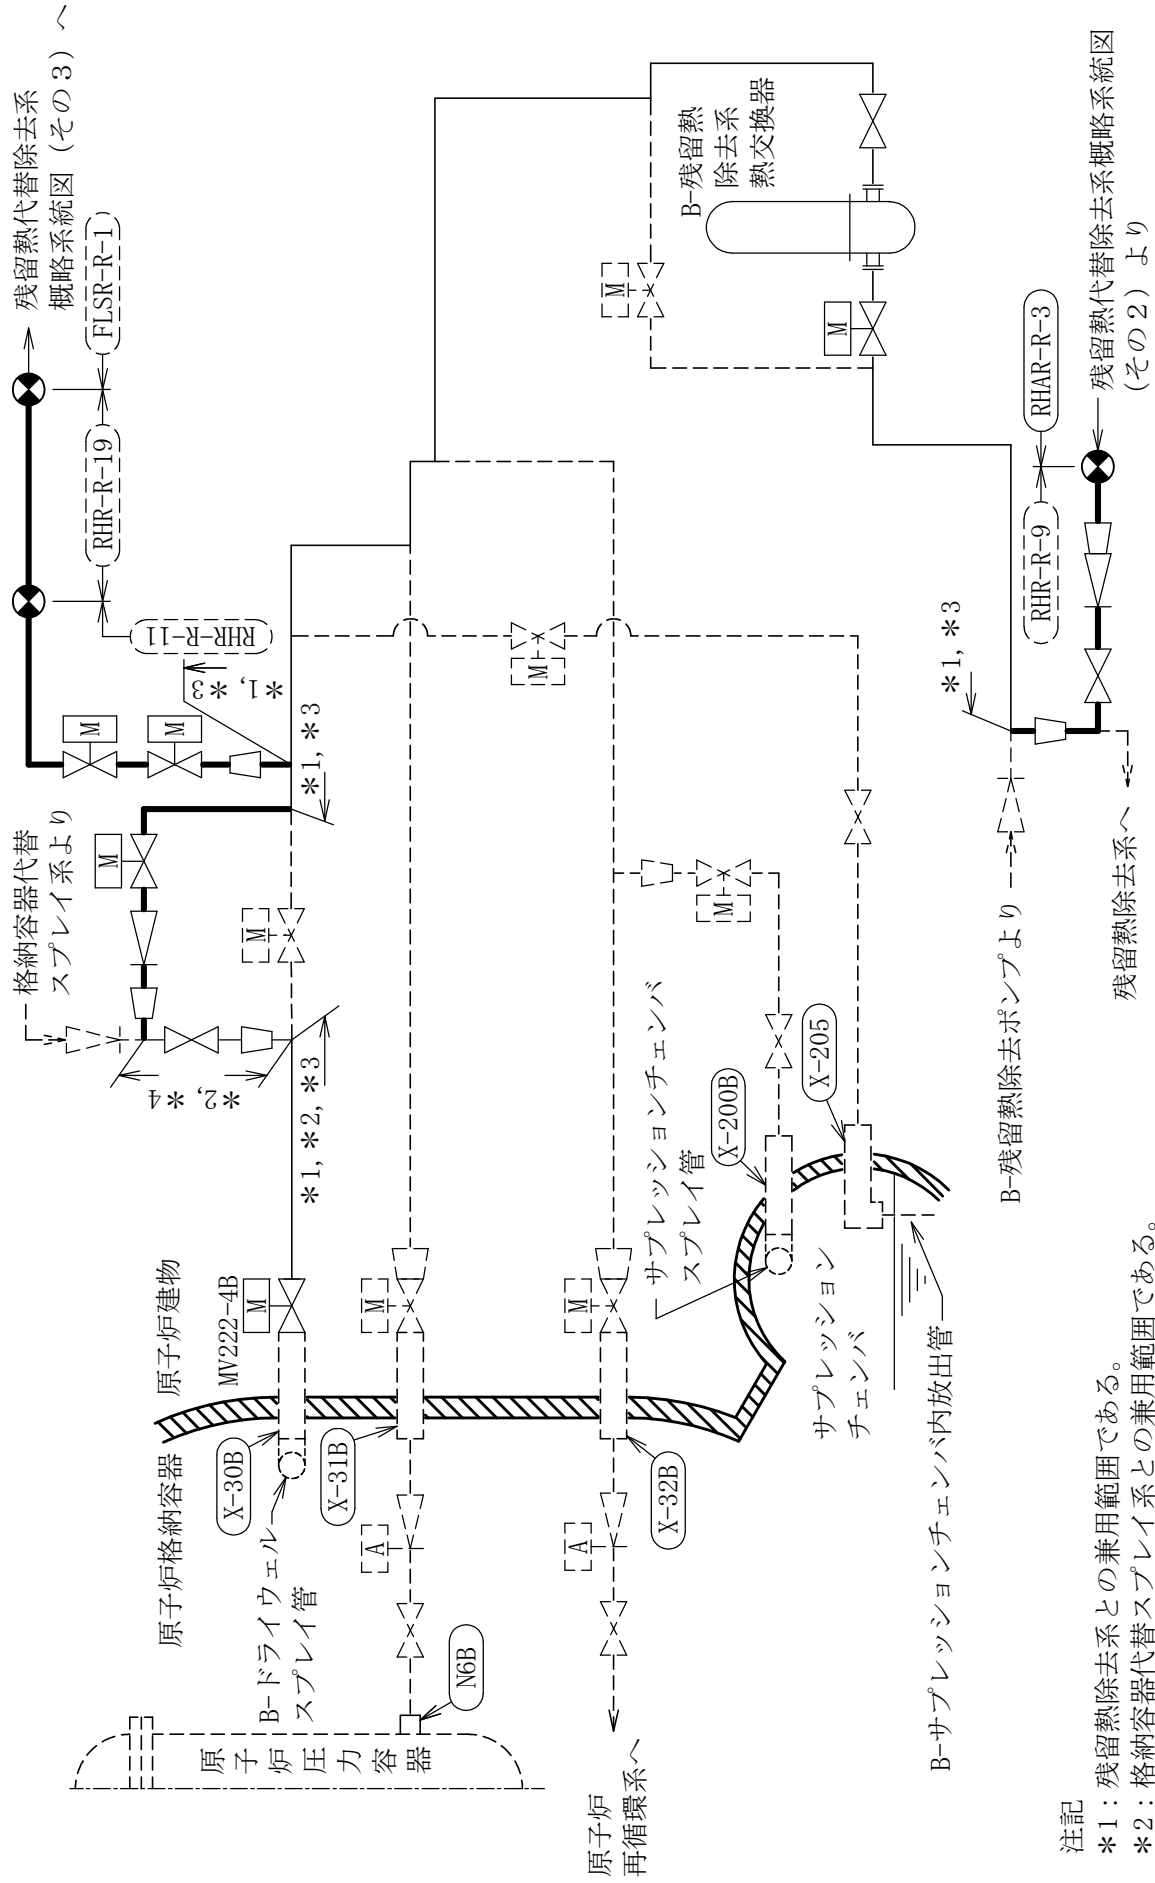 残留熱代替除去系
概略系統図（その3）へ
FLSR-R-1
RHR-R-19
RHR-R-11
*1, *3
*1, *3
M
M
格納容器代替
スプレイ系より
M
M
*2, *4
*1, *2, *3
原子炉建物
MV222-4B
M
原子炉格納容器
X-30B
B-ドライウェル
スプレイ管
X-31B
M
A
N6B
原子炉圧力容器
B-残留熱
除去系
熱交換器
M
M
M
M
サプレッションチェンバ
スプレイ管
X-200B
X-205
M
X-32B
A
原子炉
再循環系へ
サプレッション
チェンバ
B-サプレッションチェンバ内放出管
RHAR-R-3
RHR-R-9
残留熱代替除去系概略系統図
(その2) より
*1, *3
B-残留熱除去ポンプより
残留熱除去系へ
注記
*1：残留熱除去系との兼用範囲である。
*2：格納容器代替スプレイ系との兼用範囲である。